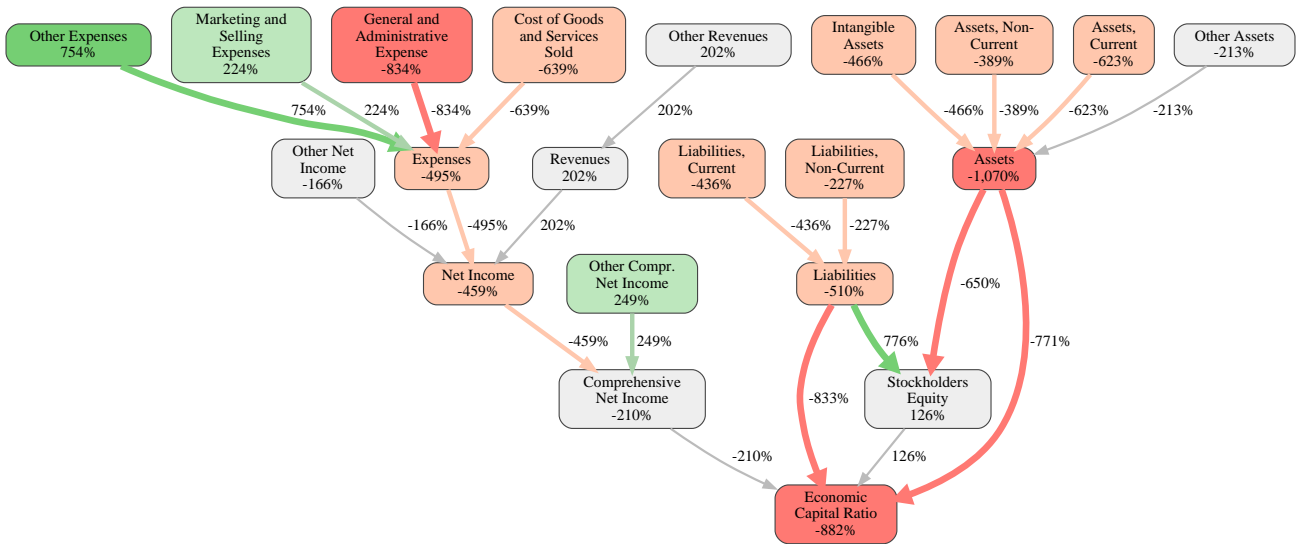 Other Expenses
754%
Marketing and
Selling
Expenses
224%
General and
Administrative
Expense
-834%
Cost of Goods
and Services
Sold
-639%
Other Revenues
202%
Intangible
Assets
-466%
Assets, Non-
Current
-389%
Assets,
Current
-623%
Other Assets
-213%
754%
224%
-834%
-639%
202%
-466%
-389%
-623%
-213%
Other Net
Income
-166%
Expenses
-495%
Revenues
202%
Liabilities,
Current
-436%
Liabilities,
Non-Current
-227%
Assets
-1,070%
-166%
-495%
202%
-436%
-227%
Net Income
-459%
Other Compr.
Net Income
249%
Liabilities
-510%
-650%
-459%
249%
776%
-771%
Comprehensive
Net Income
-210%
-833%
Stockholders
Equity
126%
-210%
126%
Economic
Capital Ratio
-882%